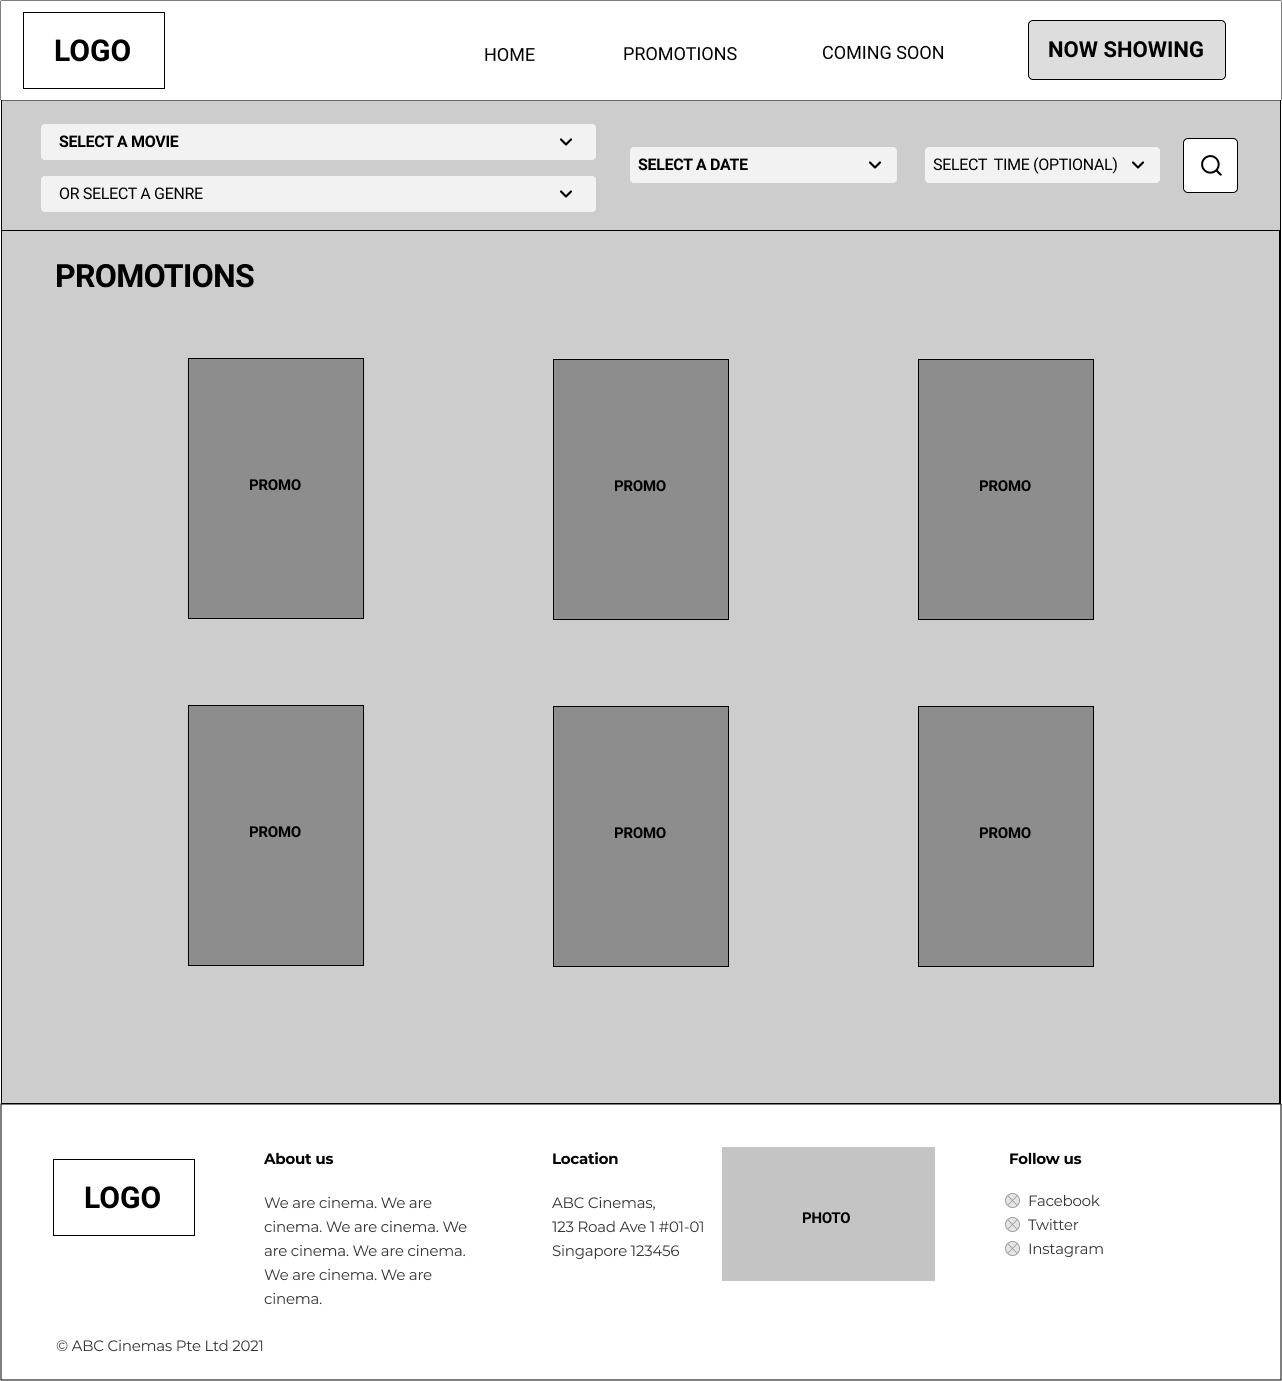 LOGO
HOME
PROMOTIONS
COMING SOON
NOW SHOWING
SELECT A MOVIE
OR SELECT A GENRE
SELECT A DATE
SELECT  TIME (OPTIONAL)
PROMOTIONS
PROMO
PROMO
PROMO
PROMO
PROMO
PROMO
LOGO
About us
We are cinema. We are
cinema. We are cinema. We
are cinema. We are cinema.
We are cinema. We are
cinema.
Location
ABC Cinemas,
123 Road Ave 1 #01-01
Singapore 123456
PHOTO
Follow us
Facebook
Twitter
Instagram
© ABC Cinemas Pte Ltd 2021